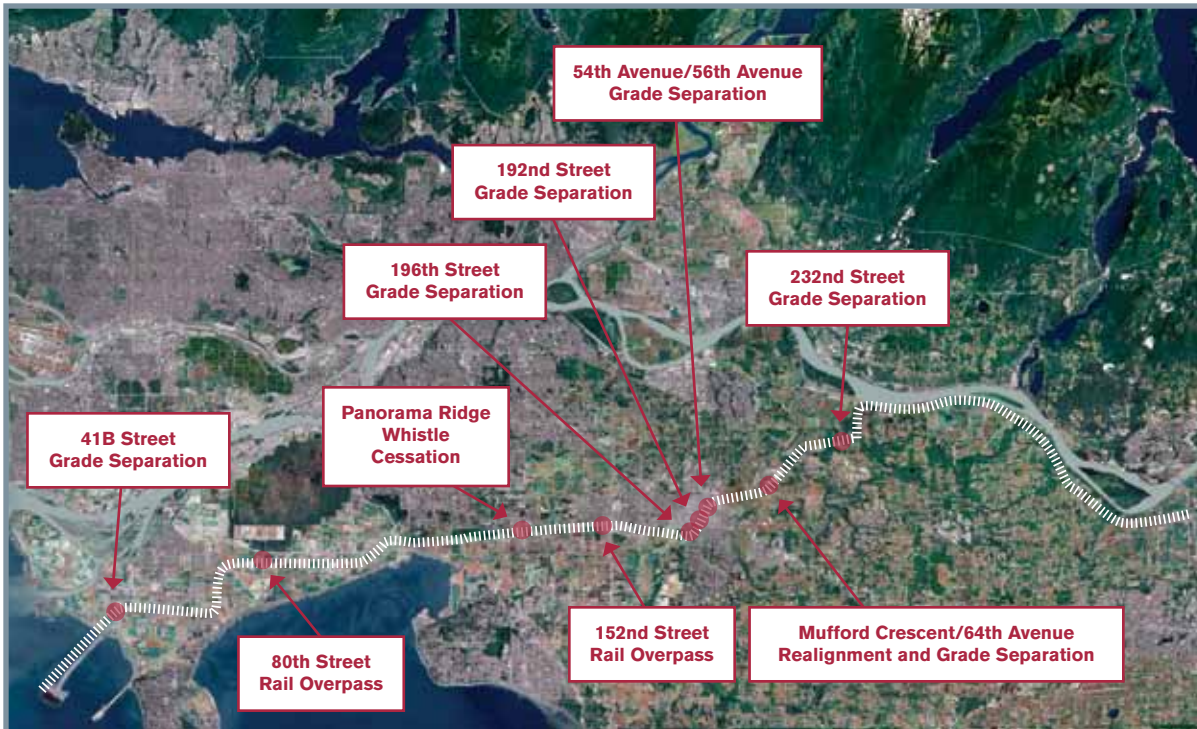 54th Avenue/56th Avenue
Grade Separation
192nd Street
Grade Separation
196th Street
Grade Separation
232nd Street
Grade Separation
Panorama Ridge
Whistle
Cessation
41B Street
Grade Separation
80th Street
Rail Overpass
152nd Street
Rail Overpass
Mufford Crescent/64th Avenue
Realignment and Grade Separation